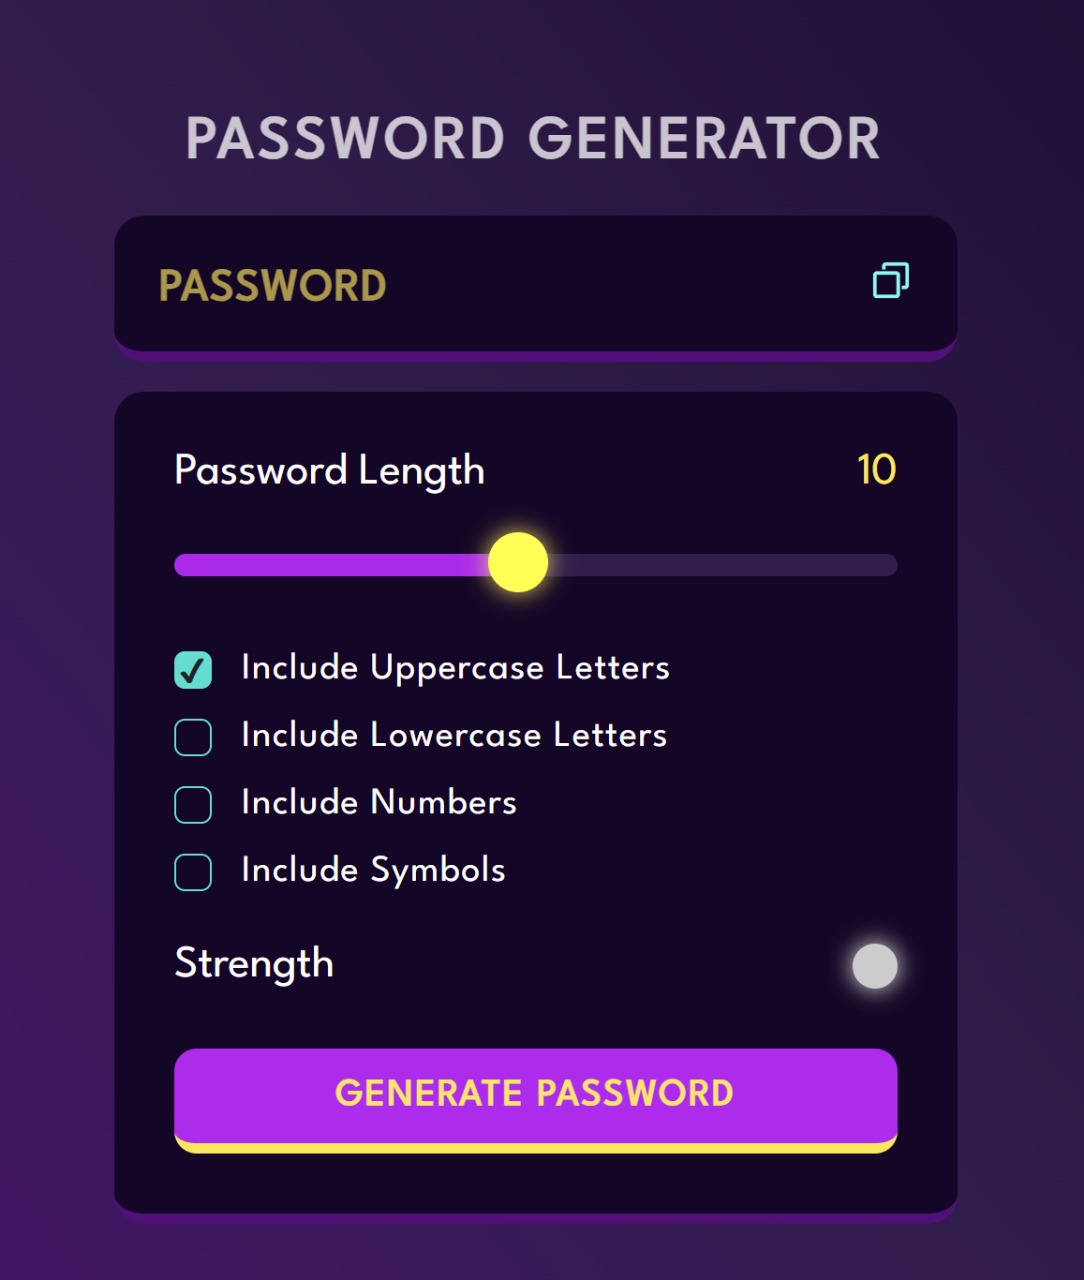 PASSWORD GENERATOR
PASSWORD
Password Length 10
Include Uppercase Letters
Include Lowercase Letters
Include Numbers
Include Symbols
Strength
GENERATE PASSWORD